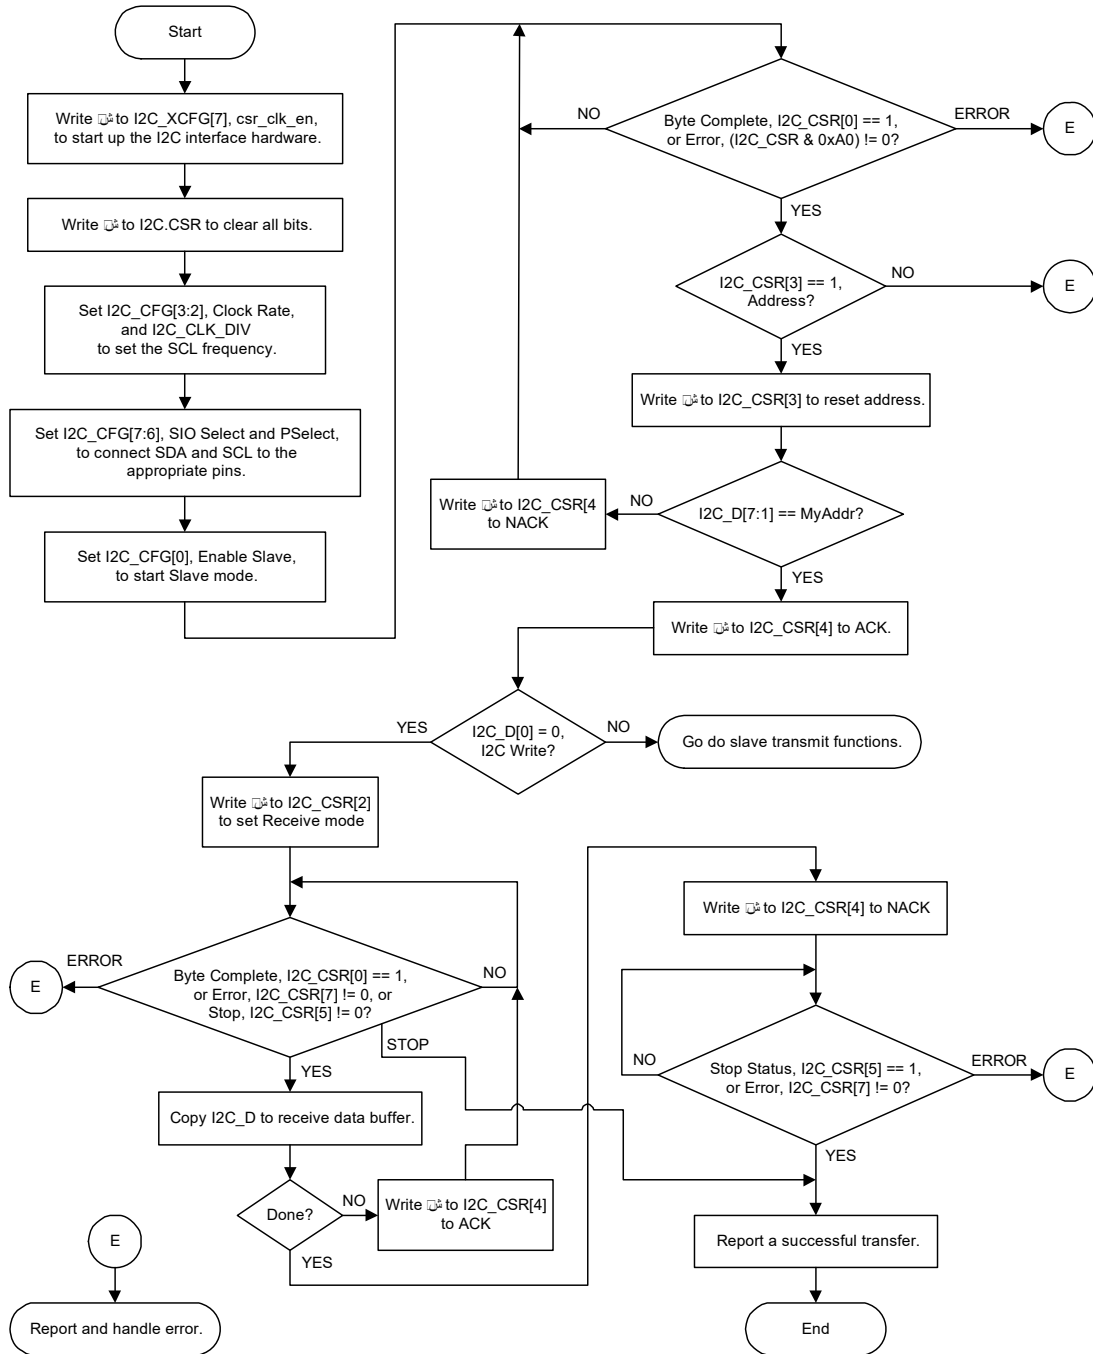 Start
Write to I2C_XCFG[7], csr_clk_en,
to start up the I2C interface hardware.
Write to I2C.CSR to clear all bits.
Set I2C_CFG[3:2], Clock Rate,
and I2C_CLK_DIV
to set the SCL frequency.
Set I2C_CFG[7:6], SIO Select and PSelect,
to connect SDA and SCL to the
appropriate pins.
Set I2C_CFG[0], Enable Slave,
to start Slave mode.
Byte Complete, I2C_CSR[0] == 1,
or Error, (I2C_CSR & 0xA0) != 0?
NO
ERROR
E
YES
I2C_CSR[3] == 1,
Address?
NO
E
YES
Write to I2C_CSR[3] to reset address.
I2C_D[7:1] == MyAddr?
NO
Write to I2C_CSR[4
to NACK
YES
Write to I2C_CSR[4] to ACK.
I2C_D[0] = 0,
I2C Write?
YES
NO
Go do slave transmit functions.
Write to I2C_CSR[2]
to set Receive mode
Byte Complete, I2C_CSR[0] == 1,
or Error, I2C_CSR[7] != 0, or
Stop, I2C_CSR[5] != 0?
ERROR
E
NO
STOP
YES
Copy I2C_D to receive data buffer.
Done?
NO
Write to I2C_CSR[4]
to ACK
YES
Write to I2C_CSR[4] to NACK
Stop Status, I2C_CSR[5] == 1,
or Error, I2C_CSR[7] != 0?
NO
ERROR
E
YES
Report a successful transfer.
End
E
Report and handle error.